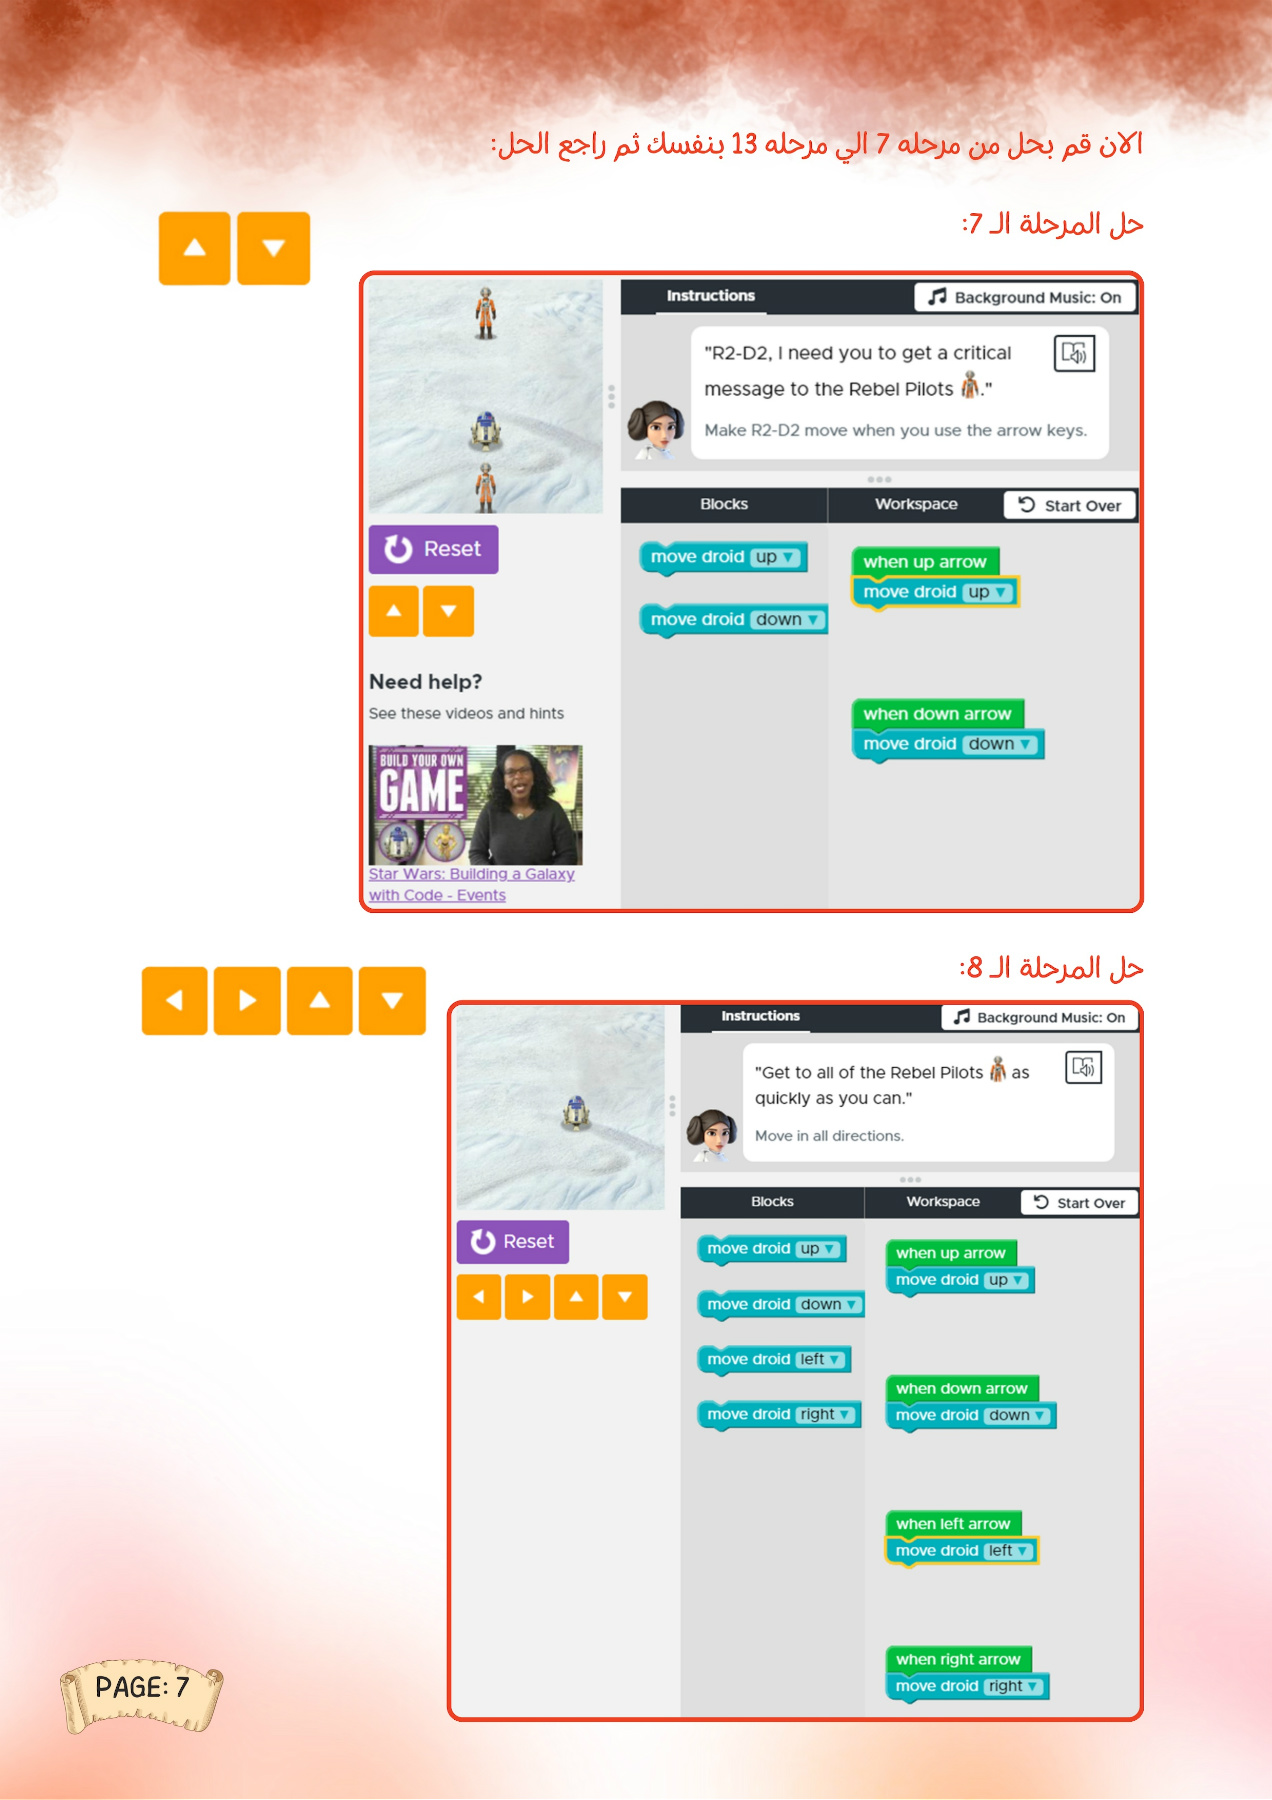 الان قم بحل من مرحله 7 الي مرحله 13 بنفسك ثم راجع الحل:
حل المرحلة الـ 7:
Instructions
Background Music: On
"R2-D2, I need you to get a critical
message to the Rebel Pilots ."
Make R2-D2 move when you use the arrow keys.
Blocks
Workspace
Start Over
Reset
move droid up
move droid down
when up arrow
move droid up
when down arrow
move droid down
Need help?
See these videos and hints
BUILD YOUR OWN
GAME
Star Wars: Building a Galaxy
with Code - Events
حل المرحلة الـ 8:
Instructions
Background Music: On
"Get to all of the Rebel Pilots as
quickly as you can."
Move in all directions.
Blocks
Workspace
Start Over
Reset
move droid up
move droid down
move droid left
move droid right
when up arrow
move droid up
when down arrow
move droid down
when left arrow
move droid left
when right arrow
move droid right
PAGE: 7